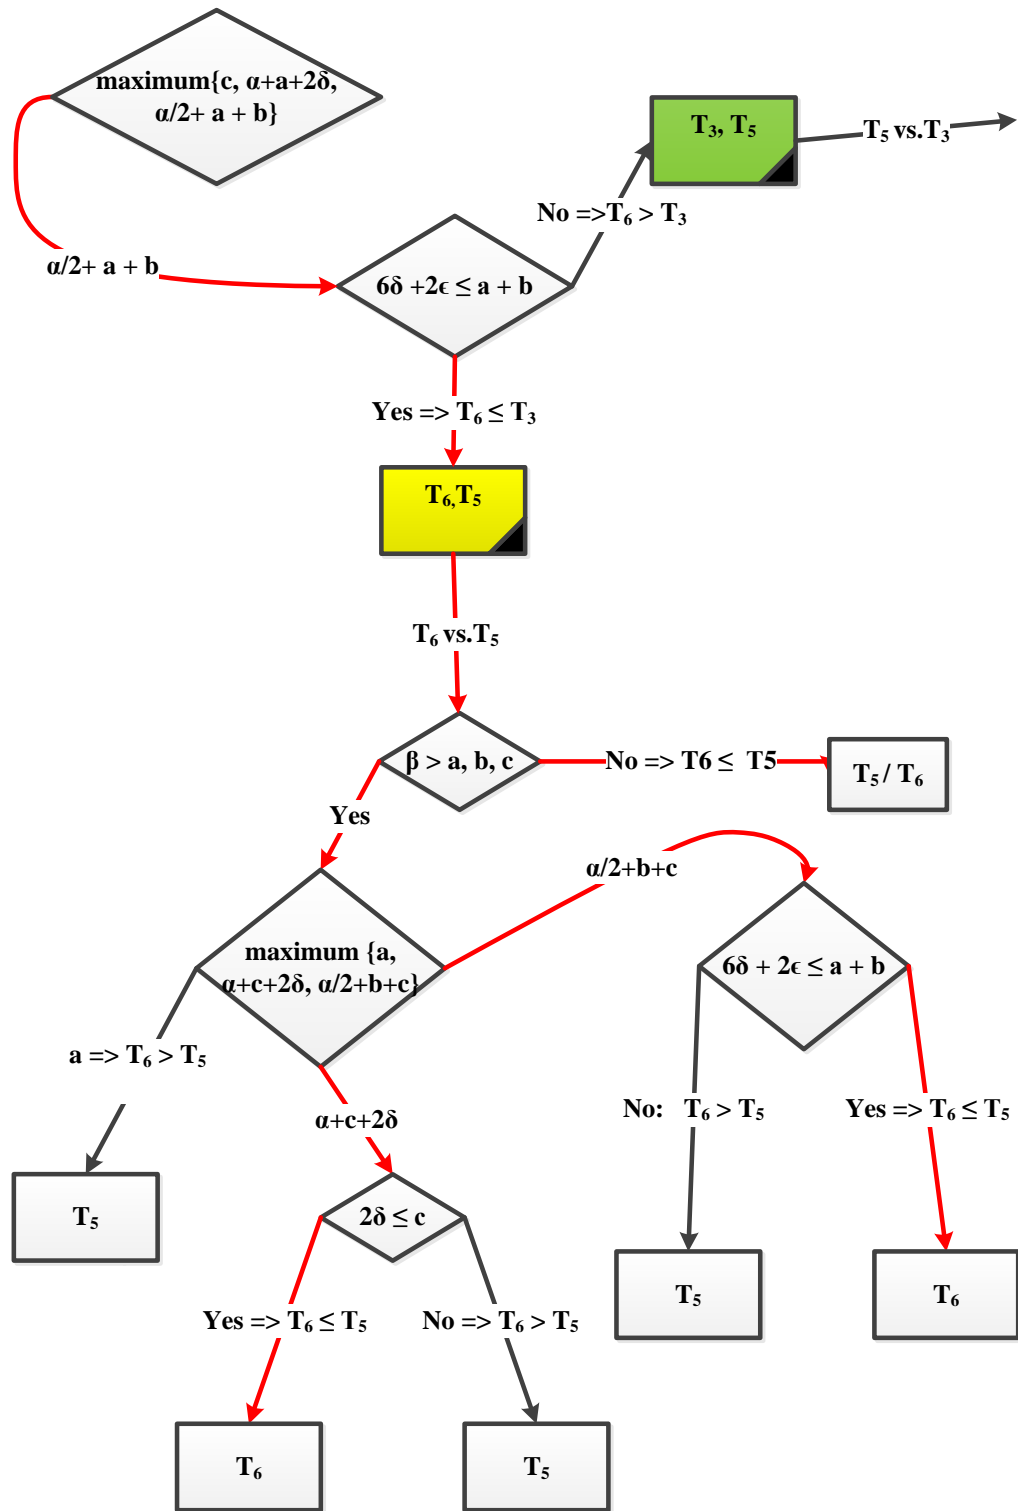 maximum{c, α+a+2δ,
α/2+ a + b}
T₃, T₅
T₅ vs.T₃
No =>T₆ > T₃
α/2+ a + b
6δ +2ϵ ≤ a + b
Yes => T₆ ≤ T₃
T₆,T₅
T₆ vs.T₅
β > a, b, c
No => T6 ≤ T5
T₅ / T₆
Yes
α/2+b+c
maximum {a,
α+c+2δ, α/2+b+c}
6δ + 2ϵ ≤ a + b
a => T₆ > T₅
α+c+2δ
No: T₆ > T₅
Yes => T₆ ≤ T₅
T₅
2δ ≤ c
T₅
T₆
Yes => T₆ ≤ T₅
No => T₆ > T₅
T₆
T₅